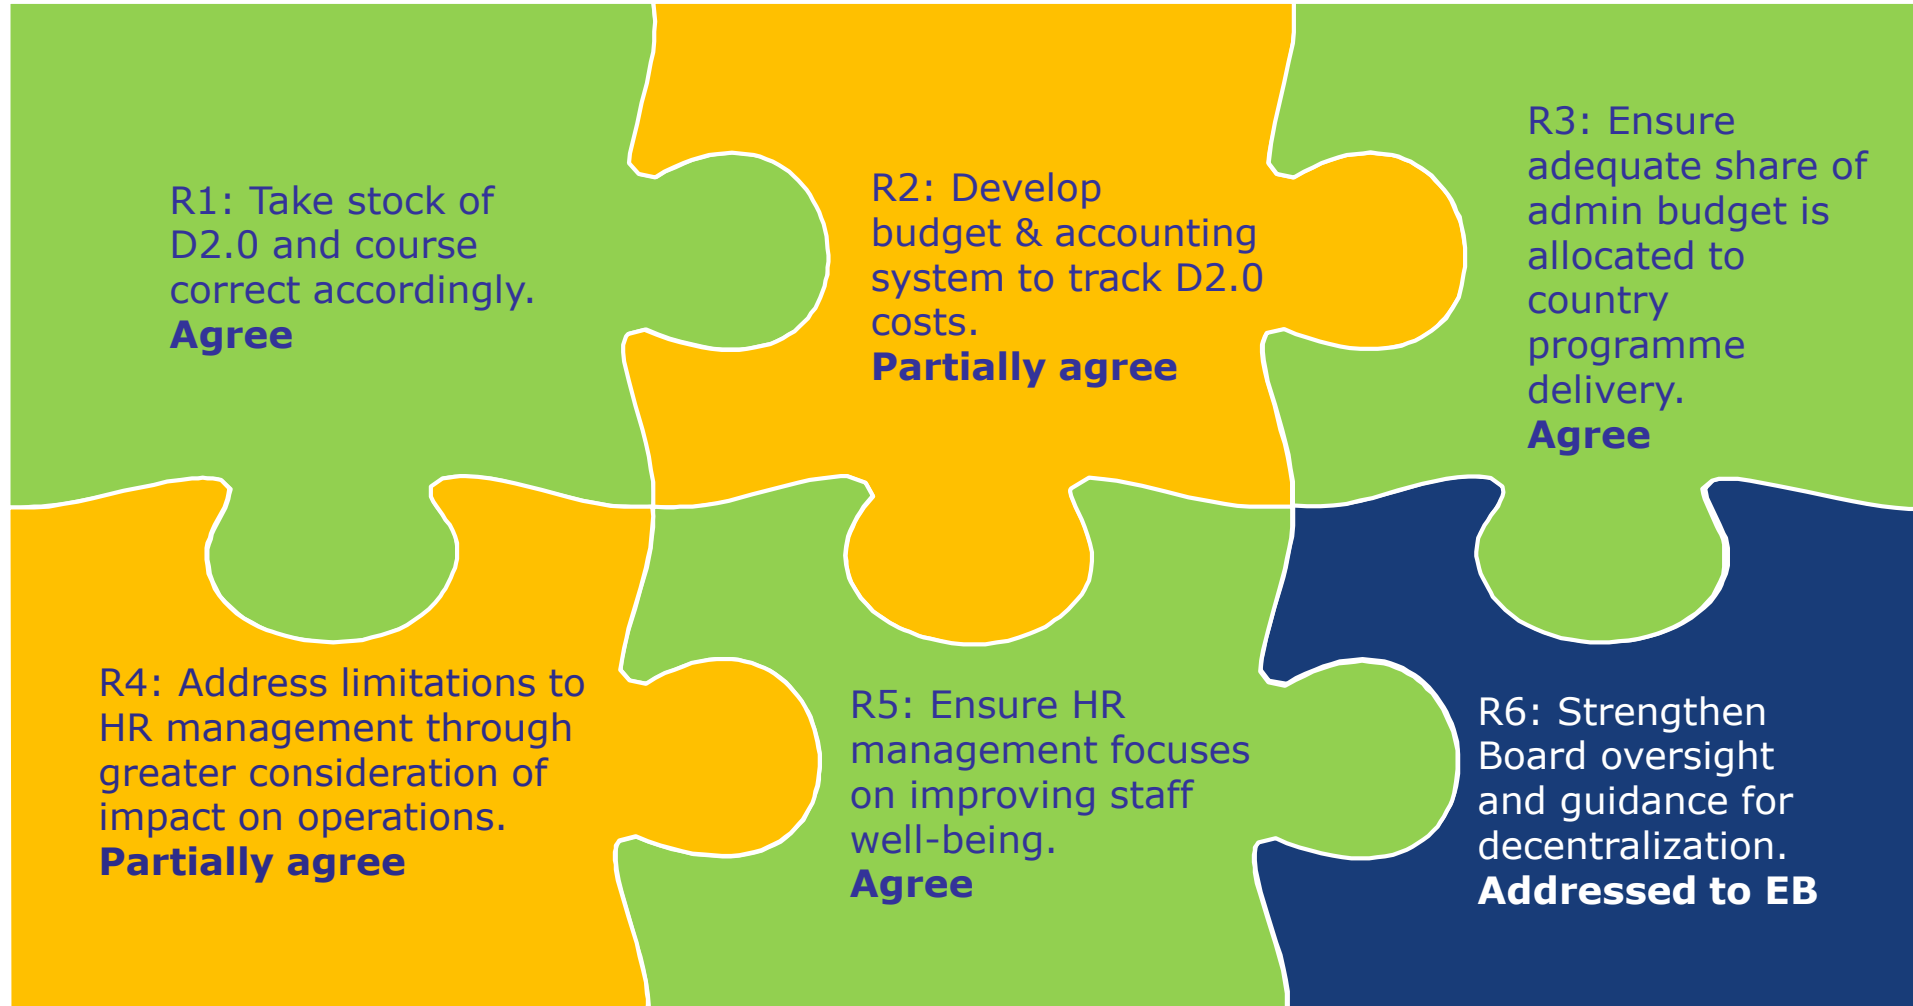 R1: Take stock of
D2.0 and course
correct accordingly.
Agree
R2: Develop
budget & accounting
system to track D2.0
costs.
Partially agree
R3: Ensure
adequate share of
admin budget is
allocated to
country
programme
delivery.
Agree
R4: Address limitations to
HR management through
greater consideration of
impact on operations.
Partially agree
R5: Ensure HR
management focuses
on improving staff
well-being.
Agree
R6: Strengthen
Board oversight
and guidance for
decentralization.
Addressed to EB